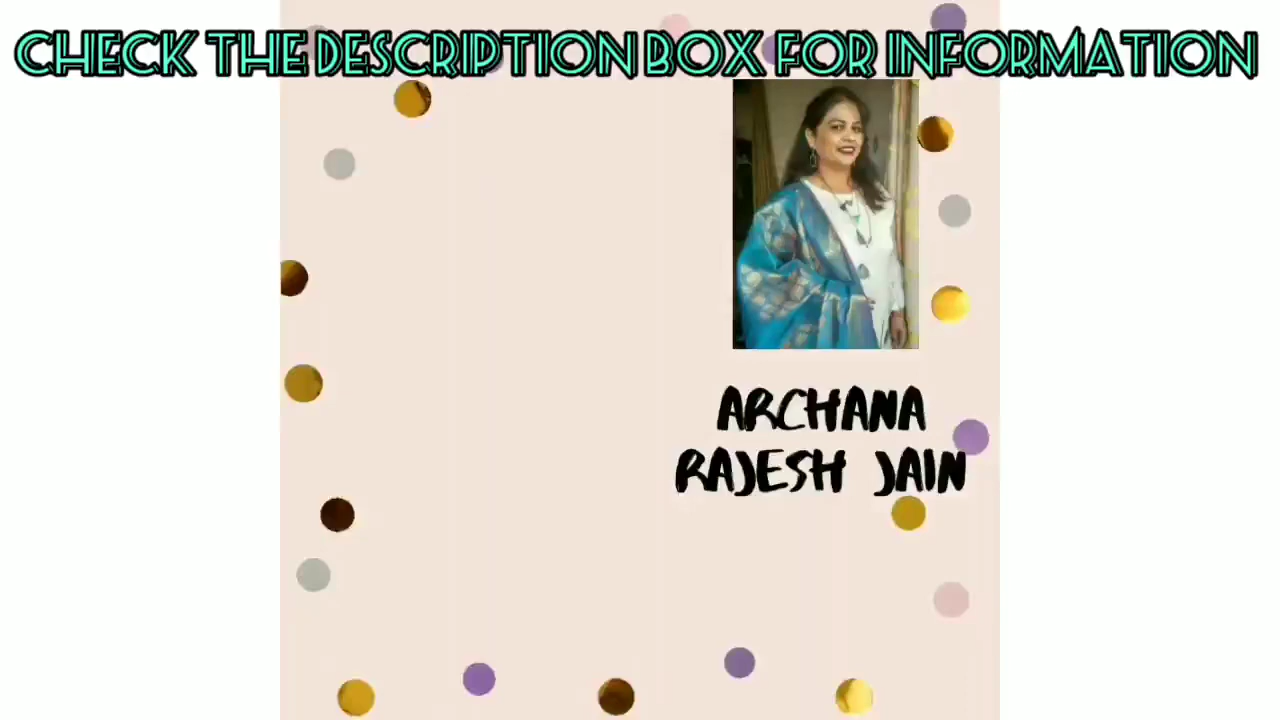 CHECK THE DESCRIPTION BOX FOR INFORMATION
ARCHANA
RAJESH JAIN